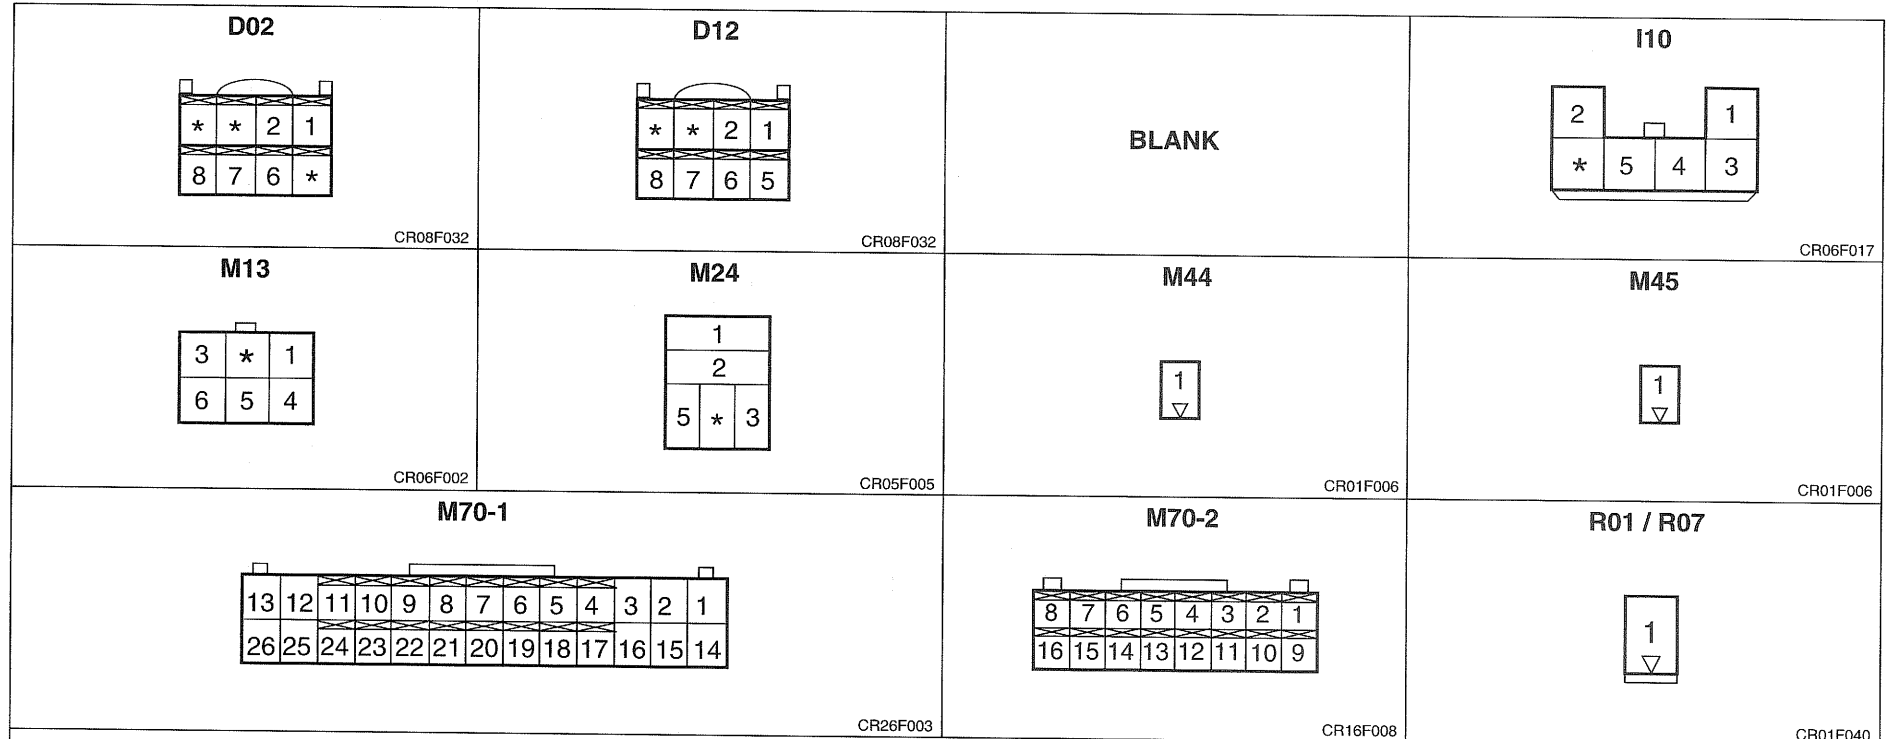 D02
* * 2 1
8 7 6 *
CR08F032
D12
* * 2 1
8 7 6 5
CR08F032
BLANK
I10
2 1
* 5 4 3
CR06F017
M13
3 * 1
6 5 4
CR06F002
M24
1
2
5 * 3
CR05F005
M44
1
CR01F006
M45
1
CR01F006
M70-1
13 12 11 10 9 8 7 6 5 4 3 2 1
26 25 24 23 22 21 20 19 18 17 16 15 14
CR26F003
M70-2
8 7 6 5 4 3 2 1
16 15 14 13 12 11 10 9
CR16F008
R01 / R07
1
CR01F040